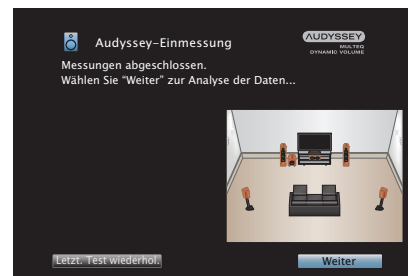 Audyssey-Einmessung
AUDYSSEY
MULTEQ
DYNAMIC VOLUME
Messungen abgeschlossen.
Wählen Sie “Weiter” zur Analyse der Daten...
Letzt. Test wiederhol.
Weiter